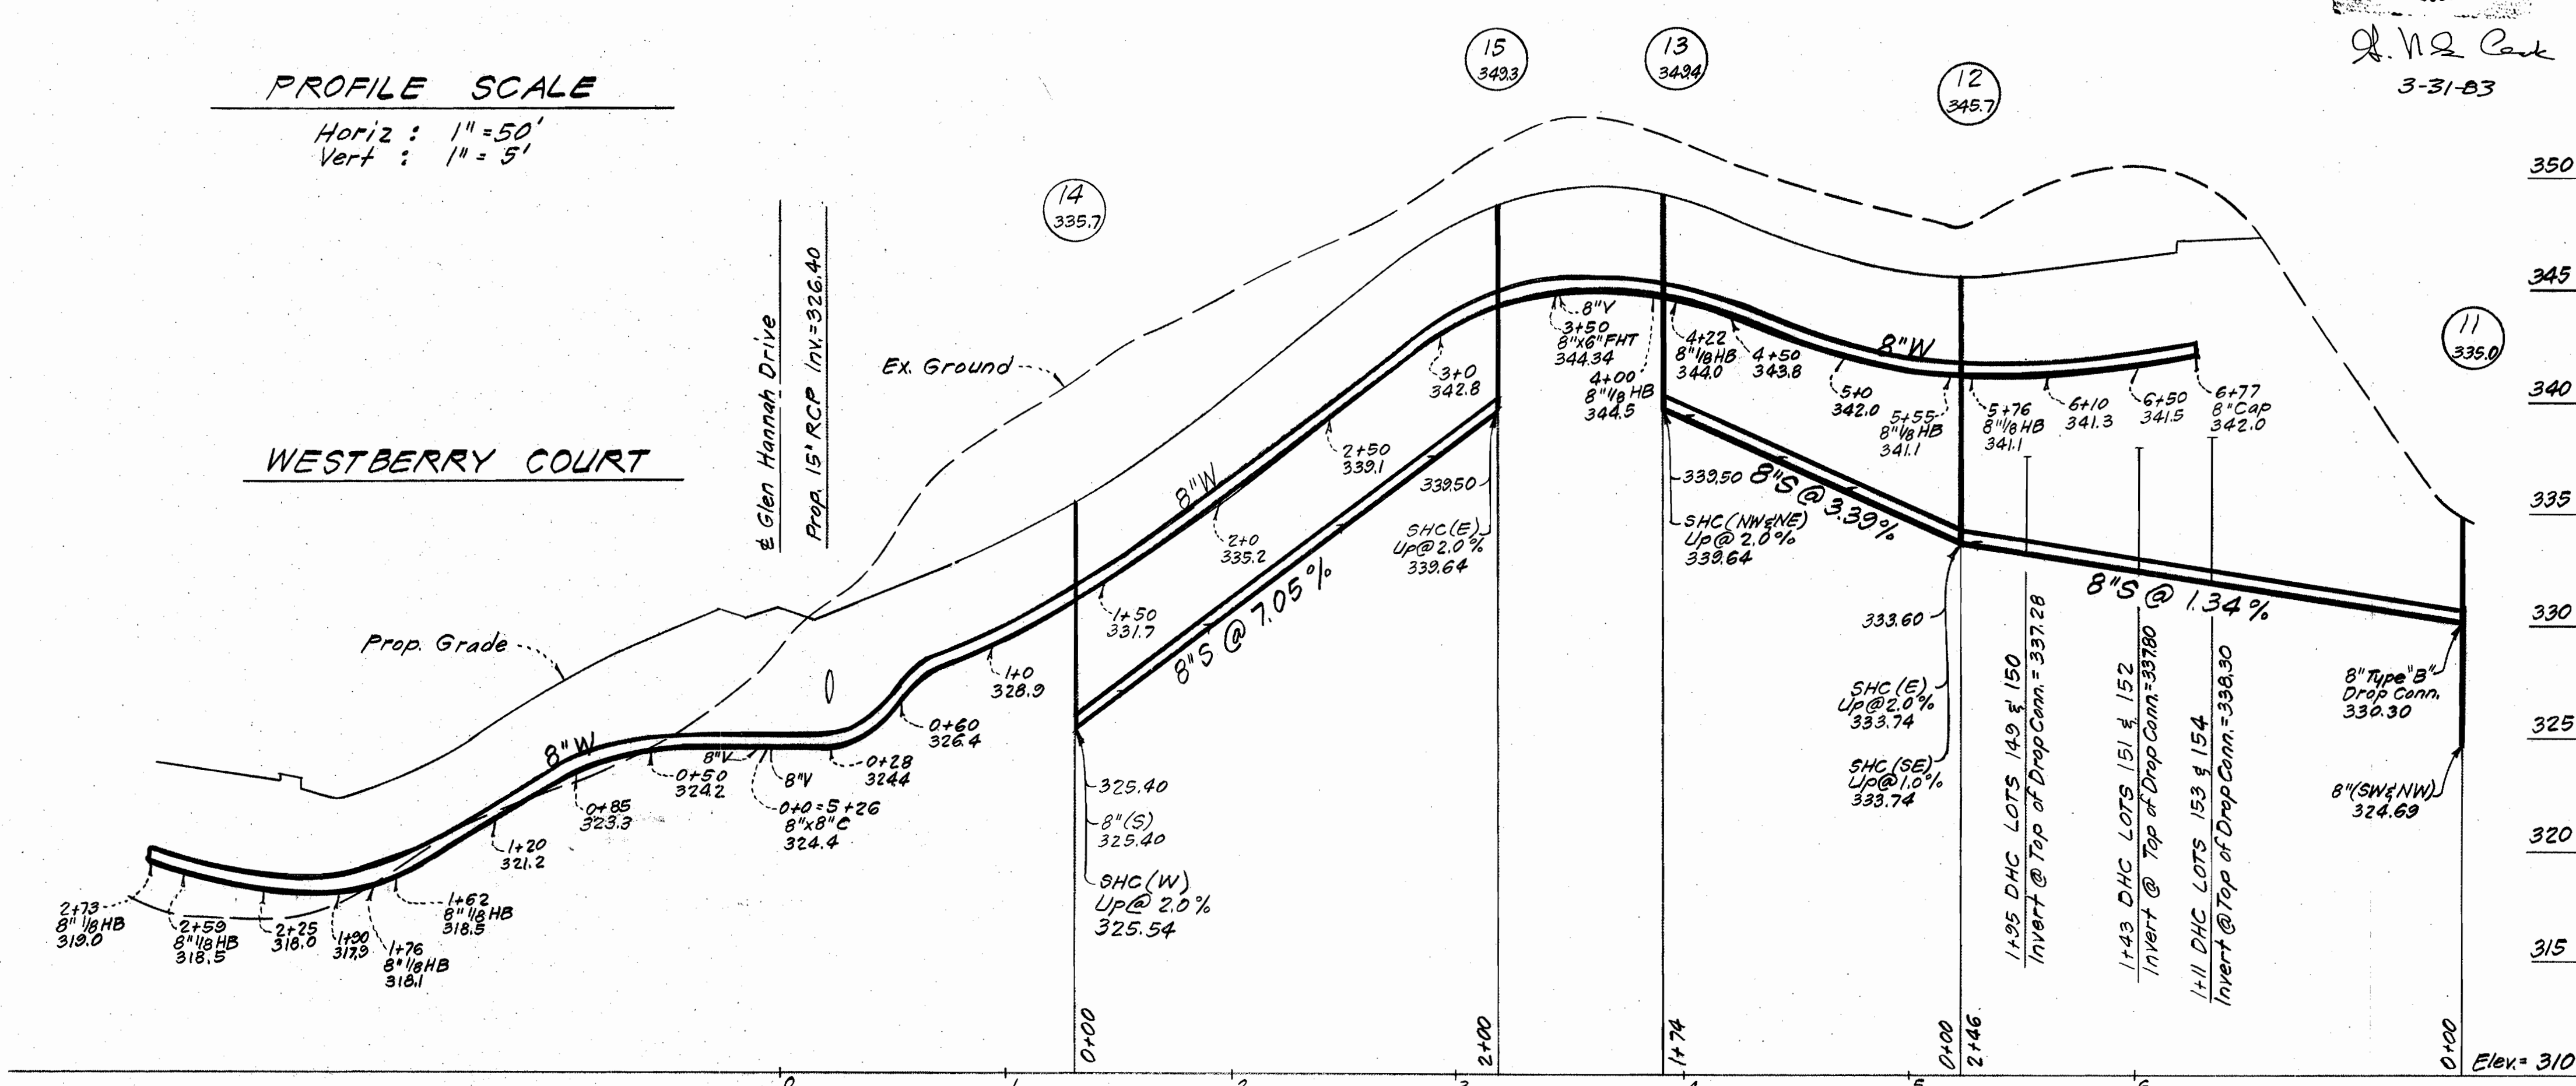 PROFILE SCALE
Horiz : 1" = 50'
Vert : 1" = 5'
WESTBERRY COURT
3-31-83
15
349.3
13
349.4
12
345.7
14
335.7
11
335.0
350
345
340
335
330
325
320
315
Elev. = 310
℄ Glen Hannah Drive
Prop. 15" RCP Inv.=326.40
Ex. Ground
Prop. Grade
8"W
8"W
8"W
2+73
8" 1/8 HB
319.0
2+59
8" 1/8 HB
318.5
2+25
318.0
1+90
317.9
1+76
8" 1/8 HB
318.1
1+62
8" 1/8 HB
318.5
1+20
321.2
0+85
323.3
0+50
324.2
8"V
8"V
0+0 = 5+26
8"x8" C
324.4
0+28
324.4
0+60
326.4
1+0
328.9
1+50
331.7
2+0
335.2
2+50
339.1
3+0
342.8
8"V
3+50
8"x6" FHT
344.34
4+00
8" 1/8 HB
344.5
4+22
8" 1/8 HB
344.0
4+50
343.8
5+0
342.0
5+55
8" 1/8 HB
341.1
5+76
8" 1/8 HB
341.1
6+10
341.3
6+50
341.5
6+77
8" Cap
342.0
8"S @ 7.05%
8"S @ 3.39%
8"S @ 1.34%
325.40
8"(S)
325.40
SHC (W)
Up @ 2.0%
325.54
339.50
SHC (E)
Up @ 2.0%
339.64
339.50
SHC (NW & NE)
Up @ 2.0%
339.64
333.60
SHC (E)
Up @ 2.0%
333.74
SHC (SE)
Up @ 1.0%
333.74
1+95 DHC LOTS 149 & 150
Invert @ Top of Drop Conn. = 337.28
1+43 DHC LOTS 151 & 152
Invert @ Top of Drop Conn.=337.80
1+11 DHC LOTS 153 & 154
Invert @ Top of Drop Conn.=338.30
8" Type "B"
Drop Conn.
330.30
8"(SW & NW)
324.69
0+00
2+00
1+74
0+00
2+46
0+00